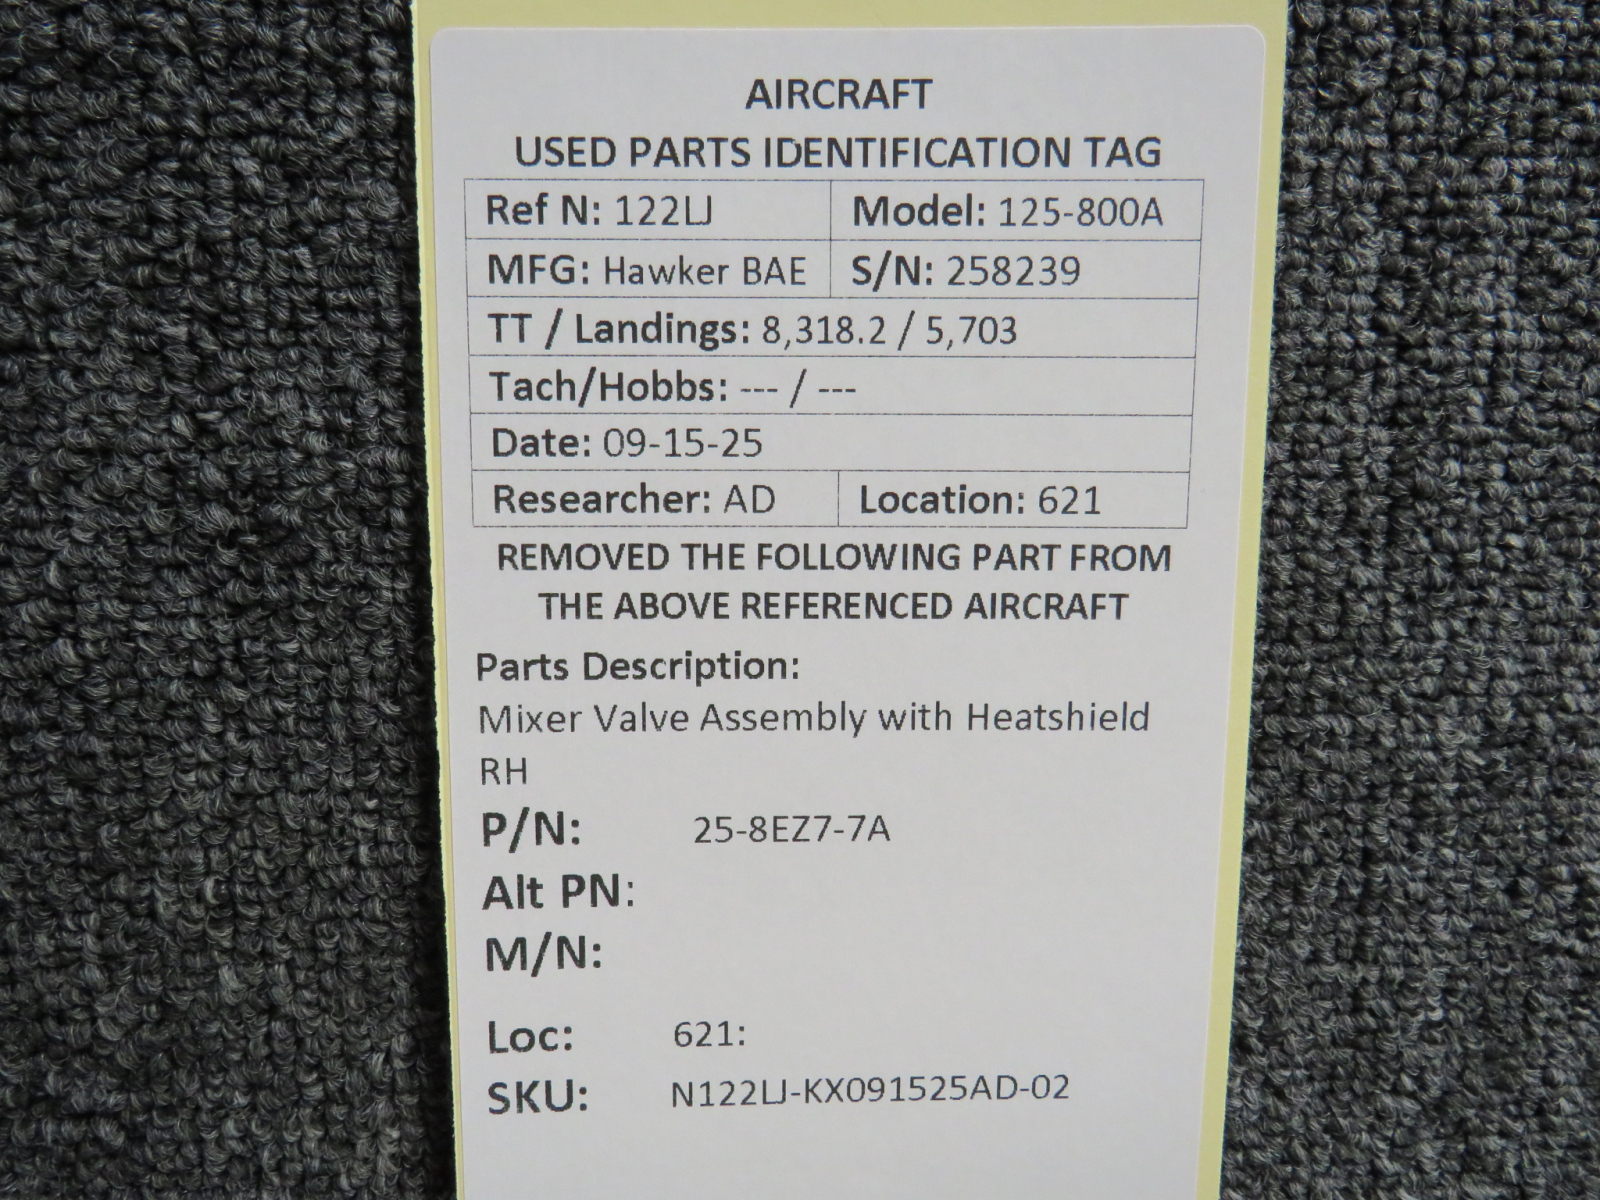 AIRCRAFT
USED PARTS IDENTIFICATION TAG
Ref N: 122LJ Model: 125-800A
MFG: Hawker BAE S/N: 258239
TT / Landings: 8,318.2 / 5,703
Tach/Hobbs: --- / ---
Date: 09-15-25
Researcher: AD Location: 621
REMOVED THE FOLLOWING PART FROM
THE ABOVE REFERENCED AIRCRAFT
Parts Description:
Mixer Valve Assembly with Heatshield
RH
P/N: 25-8EZ7-7A
Alt PN:
M/N:
Loc: 621:
SKU: N122LJ-KX091525AD-02